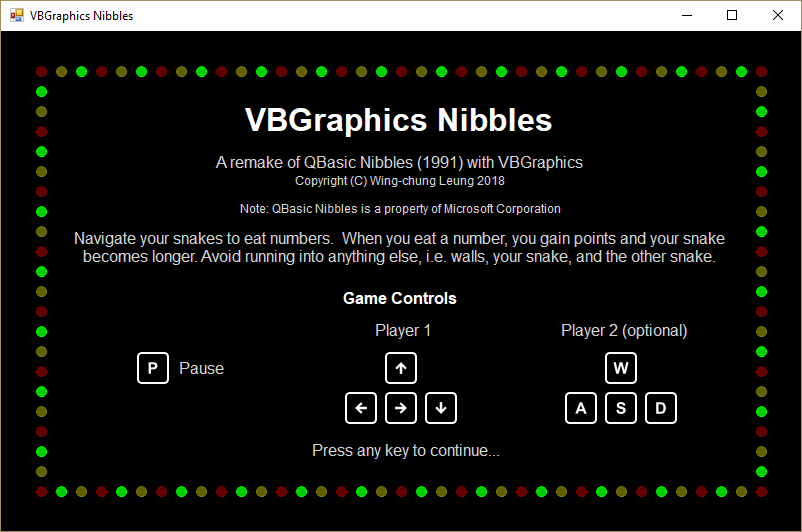 VBGraphics Nibbles
VBGraphics Nibbles
A remake of QBasic Nibbles (1991) with VBGraphics
Copyright (C) Wing-chung Leung 2018
Note: QBasic Nibbles is a property of Microsoft Corporation
Navigate your snakes to eat numbers.  When you eat a number, you gain points and your snake
becomes longer. Avoid running into anything else, i.e. walls, your snake, and the other snake.
Game Controls
Player 1 Player 2 (optional)
P Pause ↑ W
← → ↓ A S D
Press any key to continue...